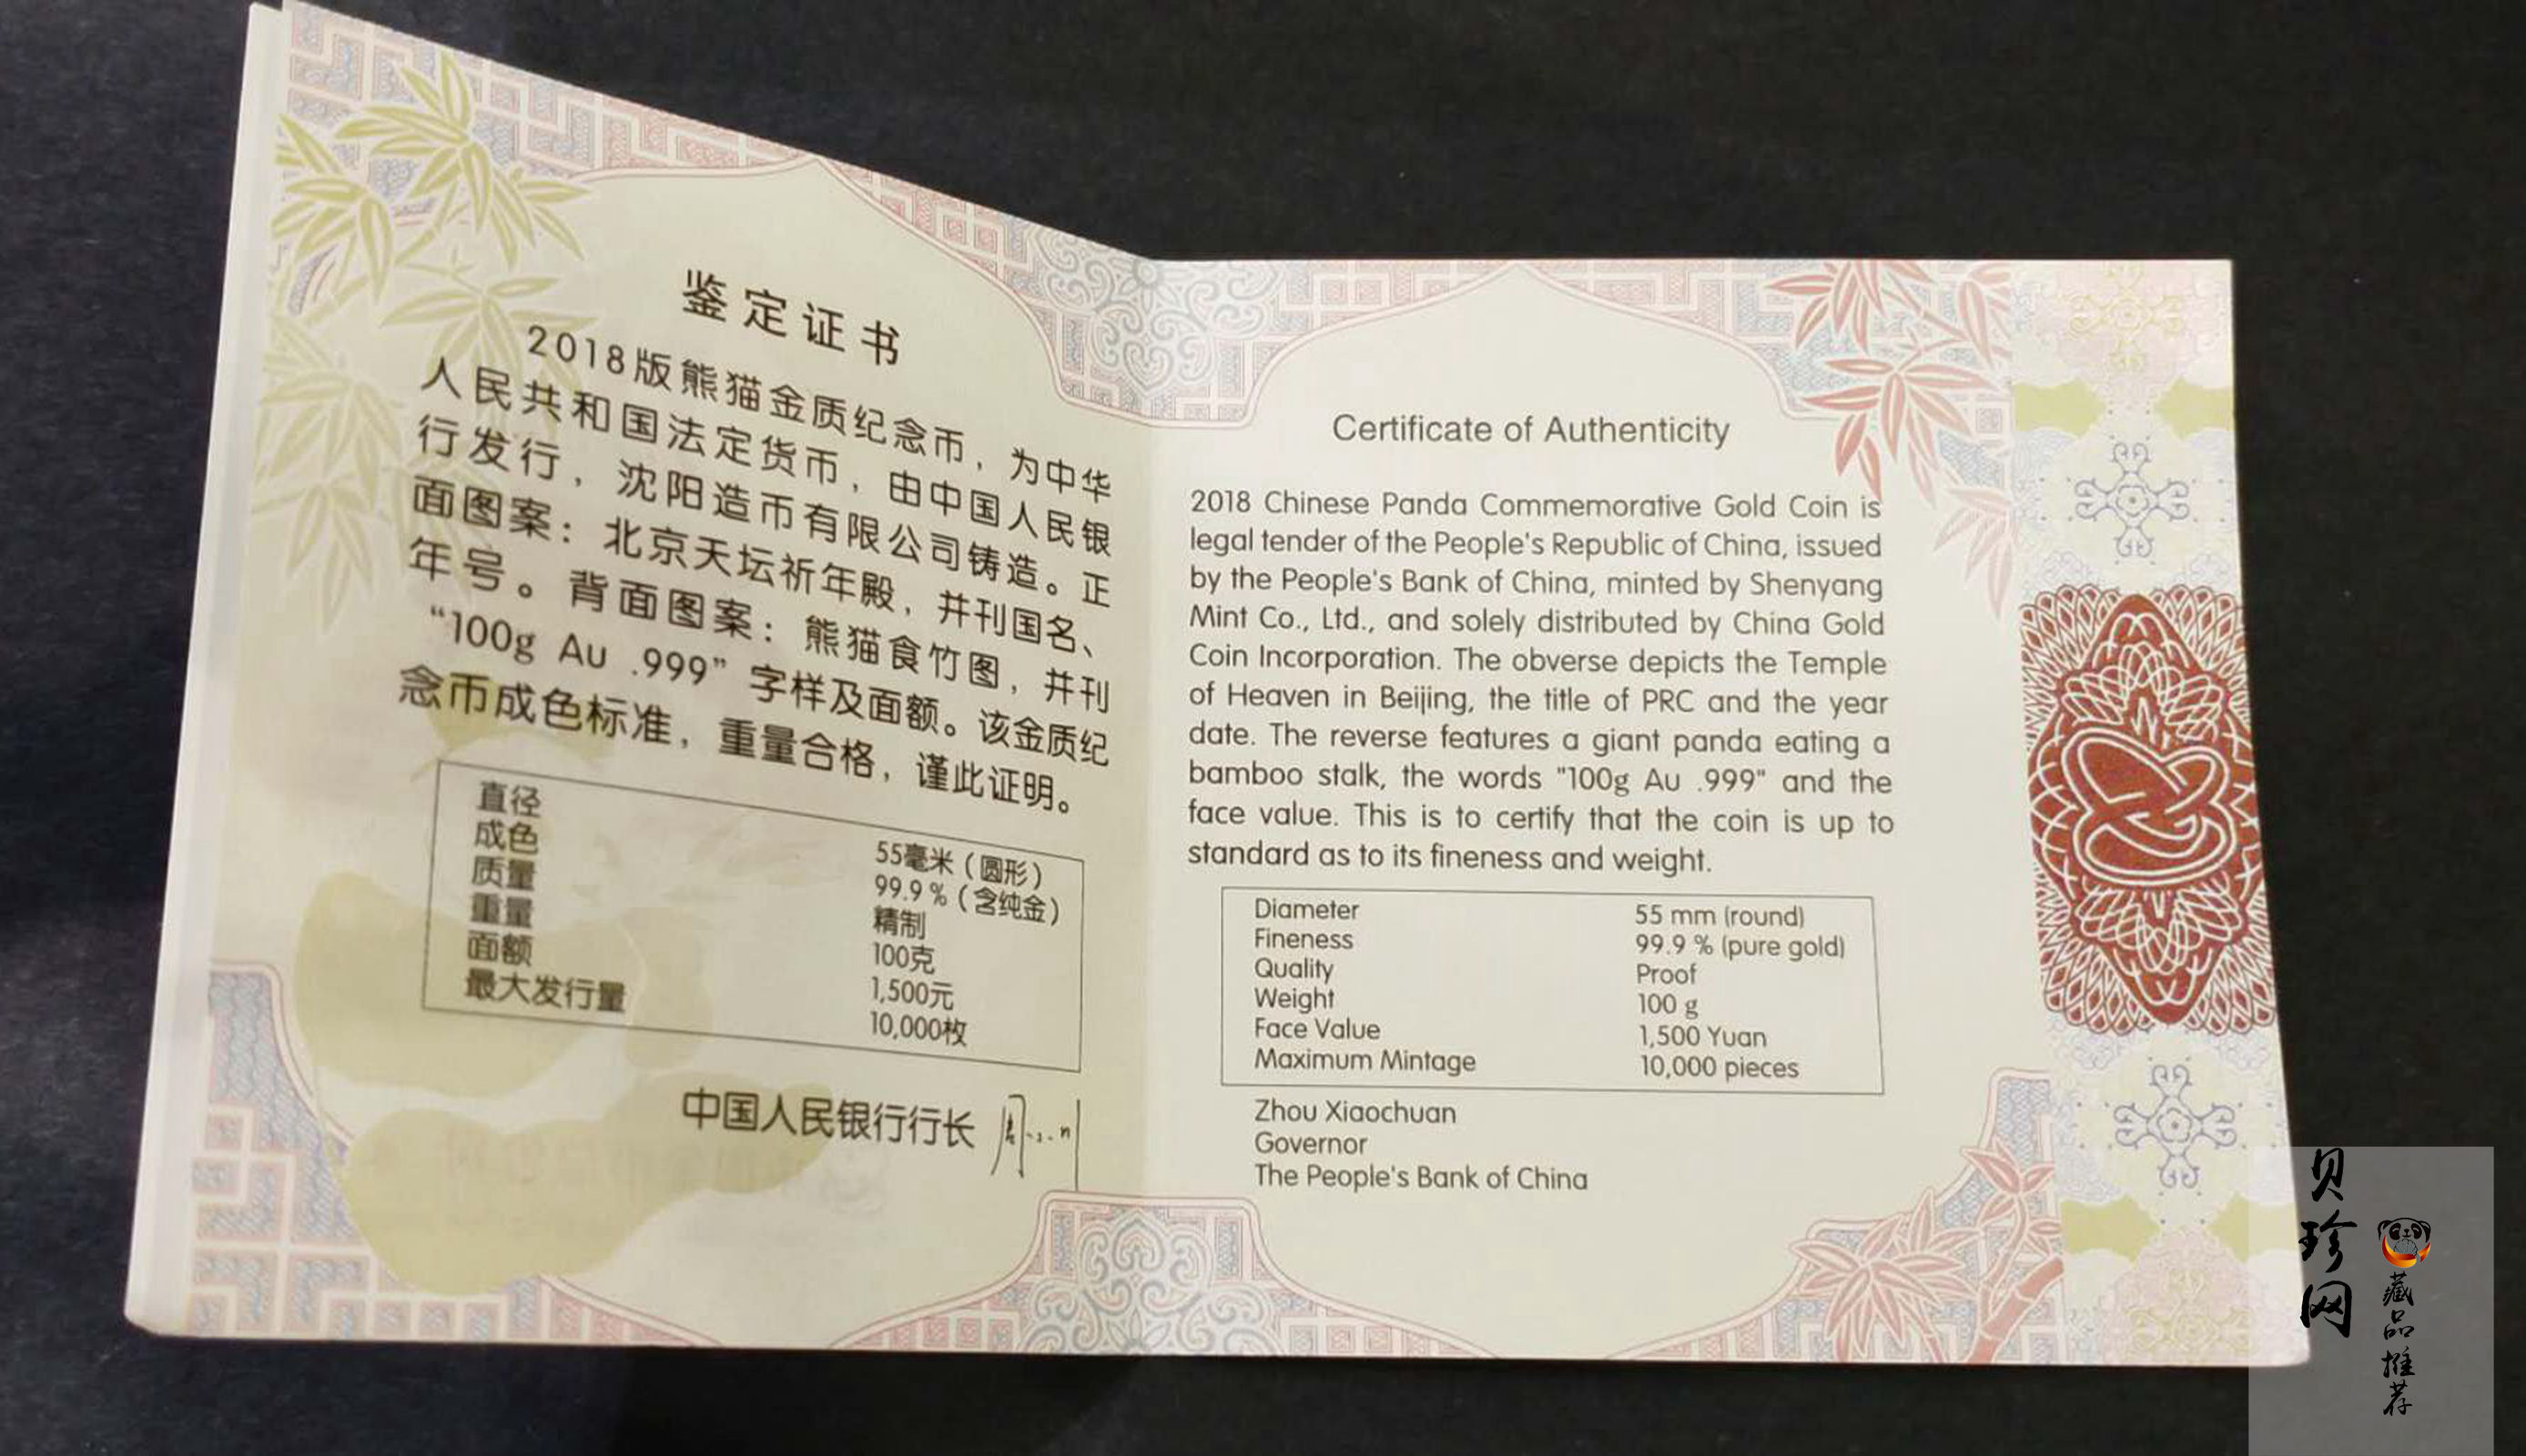 鉴定证书
2018版熊猫金质纪念币，为中华
人民共和国法定货币，由中国人民银
行发行，沈阳造币有限公司铸造。正
面图案：北京天坛祈年殿，并刊国名、
年号。背面图案：熊猫食竹图，并刊
“100g Au .999”字样及面额。该金质纪
念币成色标准，重量合格，谨此证明。
直径 55毫米（圆形）
成色 99.9％（含纯金）
质量 精制
重量 100克
面额 1,500元
最大发行量 10,000枚
中国人民银行行长
Certificate of Authenticity
2018 Chinese Panda Commemorative Gold Coin is
legal tender of the People's Republic of China, issued
by the People's Bank of China, minted by Shenyang
Mint Co., Ltd., and solely distributed by China Gold
Coin Incorporation. The obverse depicts the Temple
of Heaven in Beijing, the title of PRC and the year
date. The reverse features a giant panda eating a
bamboo stalk, the words "100g Au .999" and the
face value. This is to certify that the coin is up to
standard as to its fineness and weight.
Diameter 55 mm (round)
Fineness 99.9 % (pure gold)
Quality Proof
Weight 100 g
Face Value 1,500 Yuan
Maximum Mintage 10,000 pieces
Zhou Xiaochuan
Governor
The People's Bank of China
贝珍网
藏品推荐